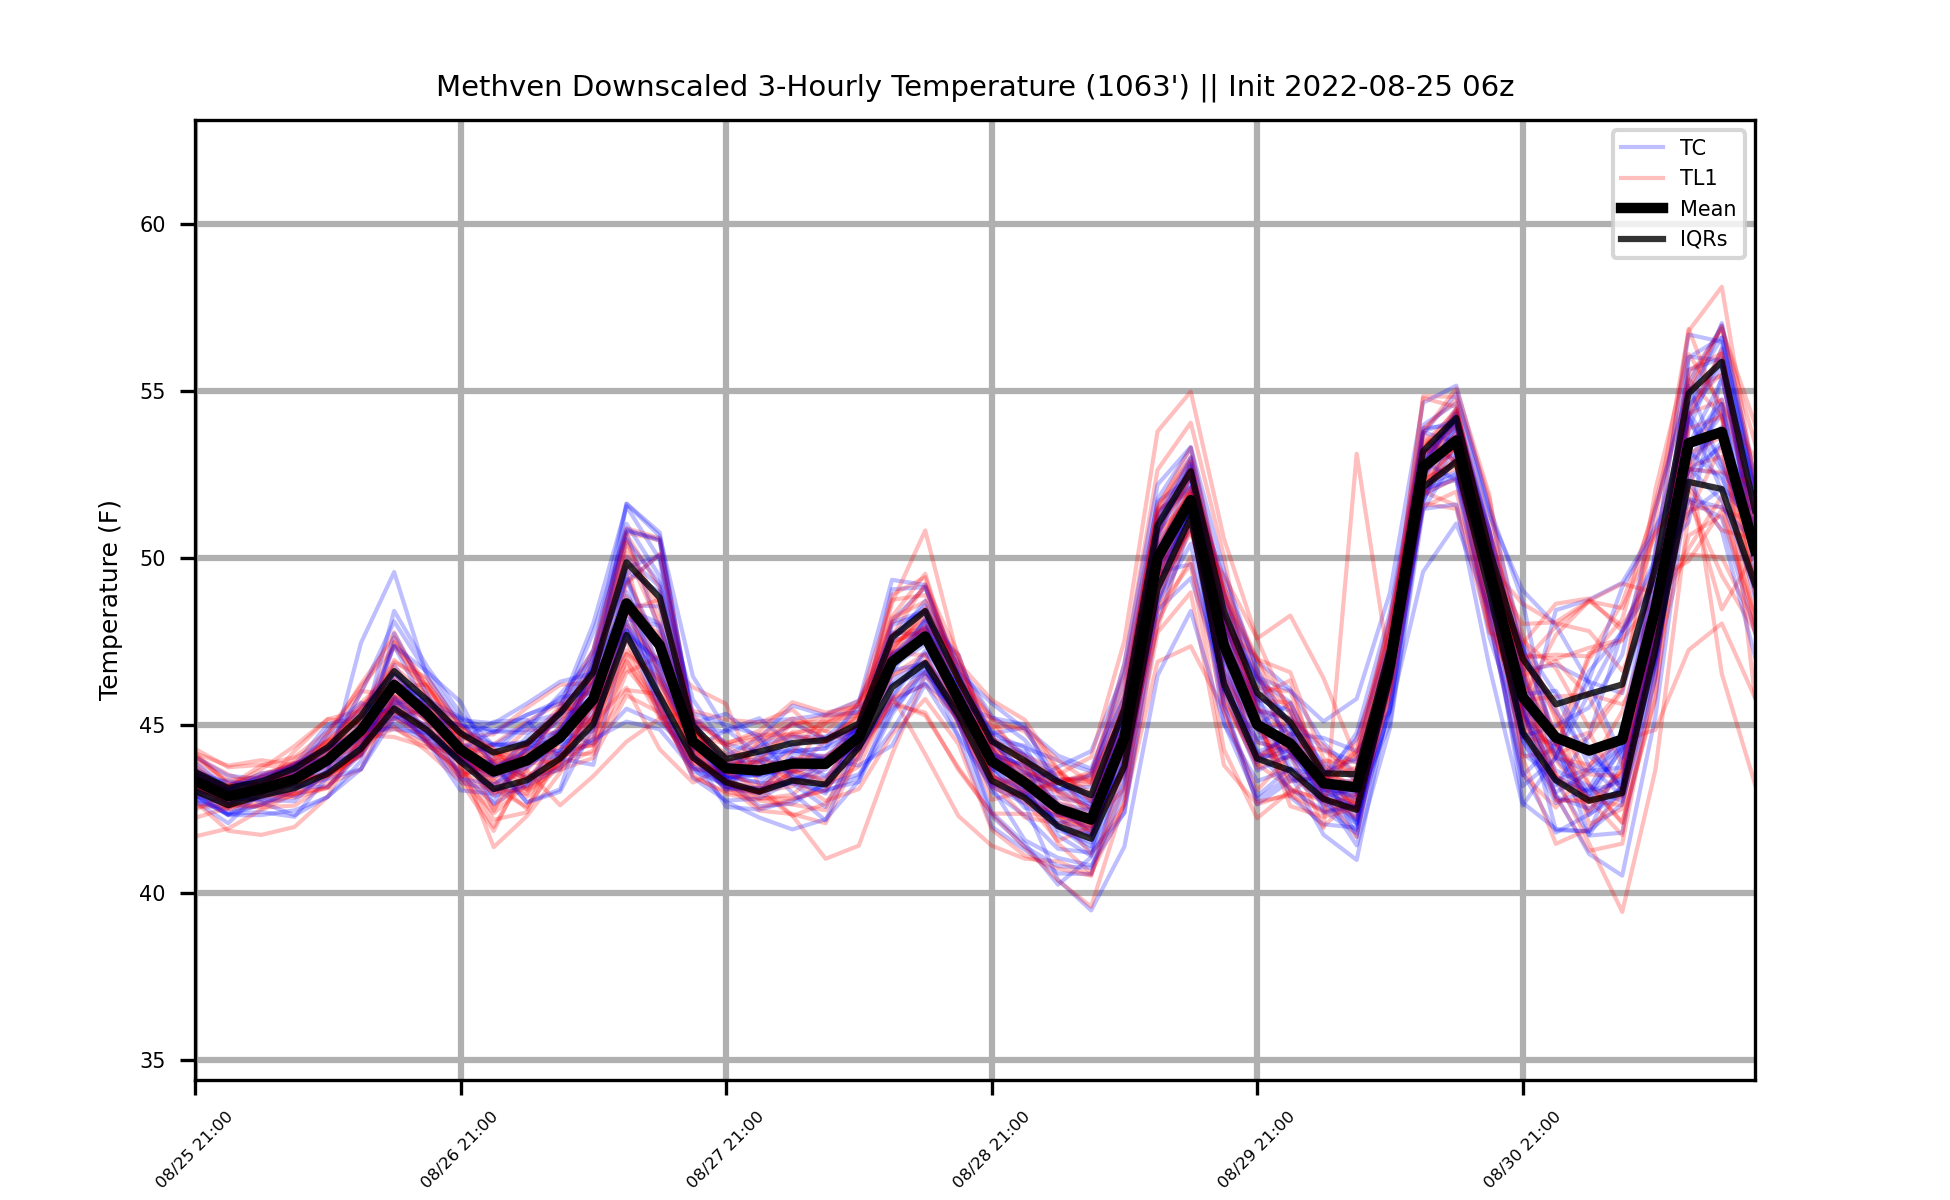 Methven Downscaled 3-Hourly Temperature (1063') || Init 2022-08-25 06z
TC
TL1
Mean
IQRs
Temperature (F)
60
55
50
45
40
35
08/25 21:00
08/26 21:00
08/27 21:00
08/28 21:00
08/29 21:00
08/30 21:00